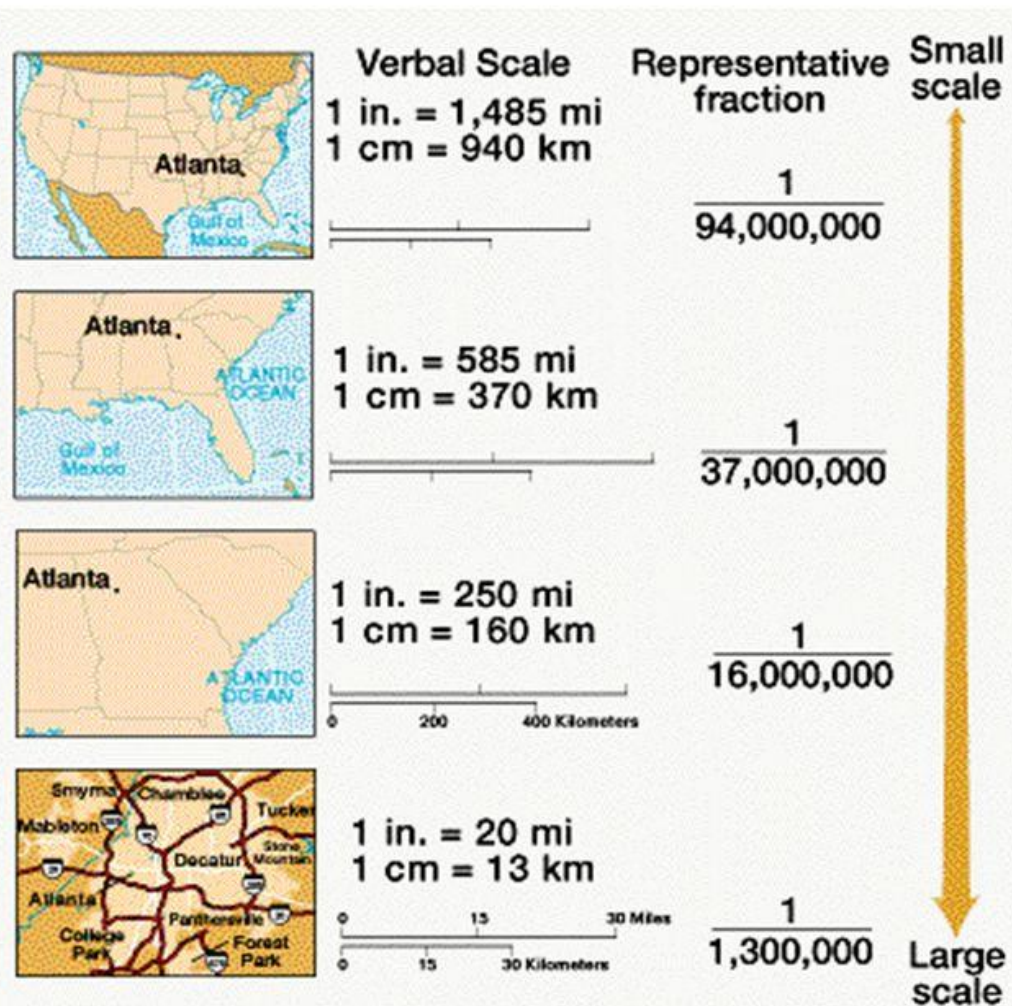 Verbal Scale
Representative
fraction
Small
scale
Atlanta
Gulf of
Mexico
1 in. = 1,485 mi
1 cm = 940 km
1
94,000,000
Atlanta
ATLANTIC
OCEAN
Gulf of
Mexico
1 in. = 585 mi
1 cm = 370 km
1
37,000,000
Atlanta
ATLANTIC
OCEAN
1 in. = 250 mi
1 cm = 160 km
0 200 400 Kilometers
1
16,000,000
Smyrna Chamblee
Tucker
Mableton
Stone
Mountain
Decatur
Atlanta
Panthersville
College
Park
Forest
Park
1 in. = 20 mi
1 cm = 13 km
0 15 30 Miles
0 15 30 Kilometers
1
1,300,000
Large
scale